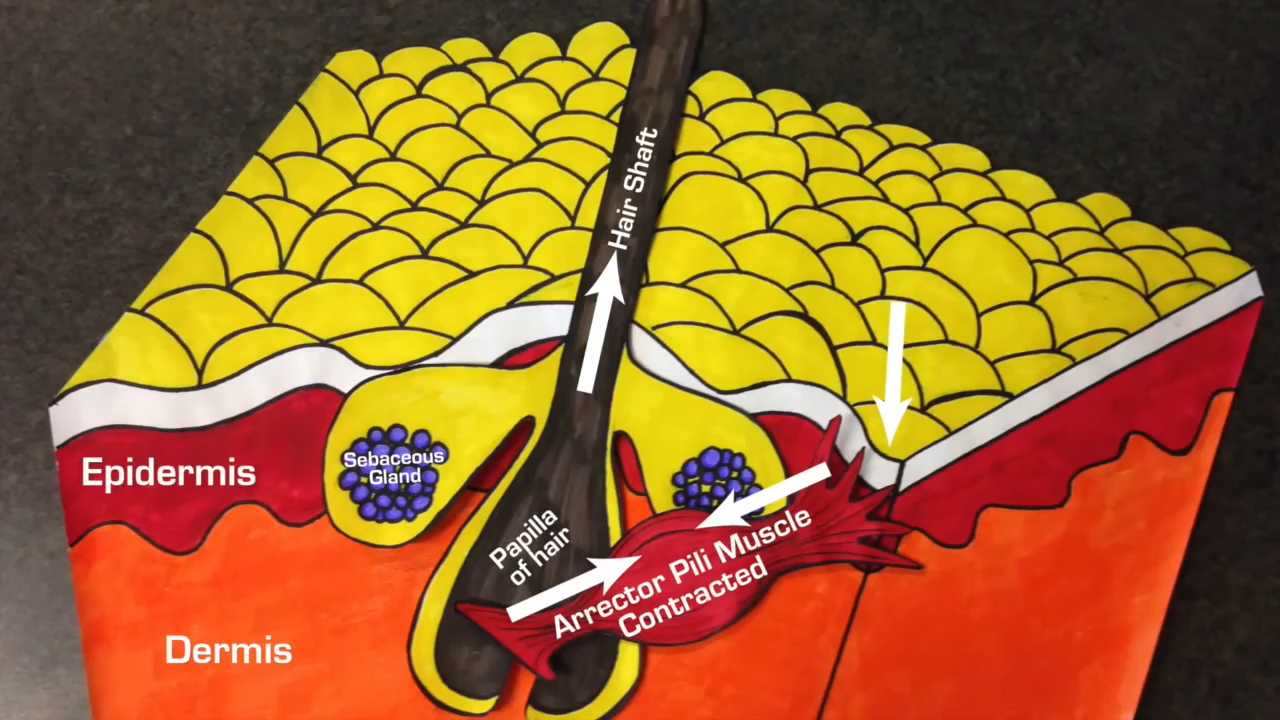 Hair Shaft
Epidermis
Sebaceous
Gland
Papilla
of hair
Arrector Pili Muscle
Contracted
Dermis